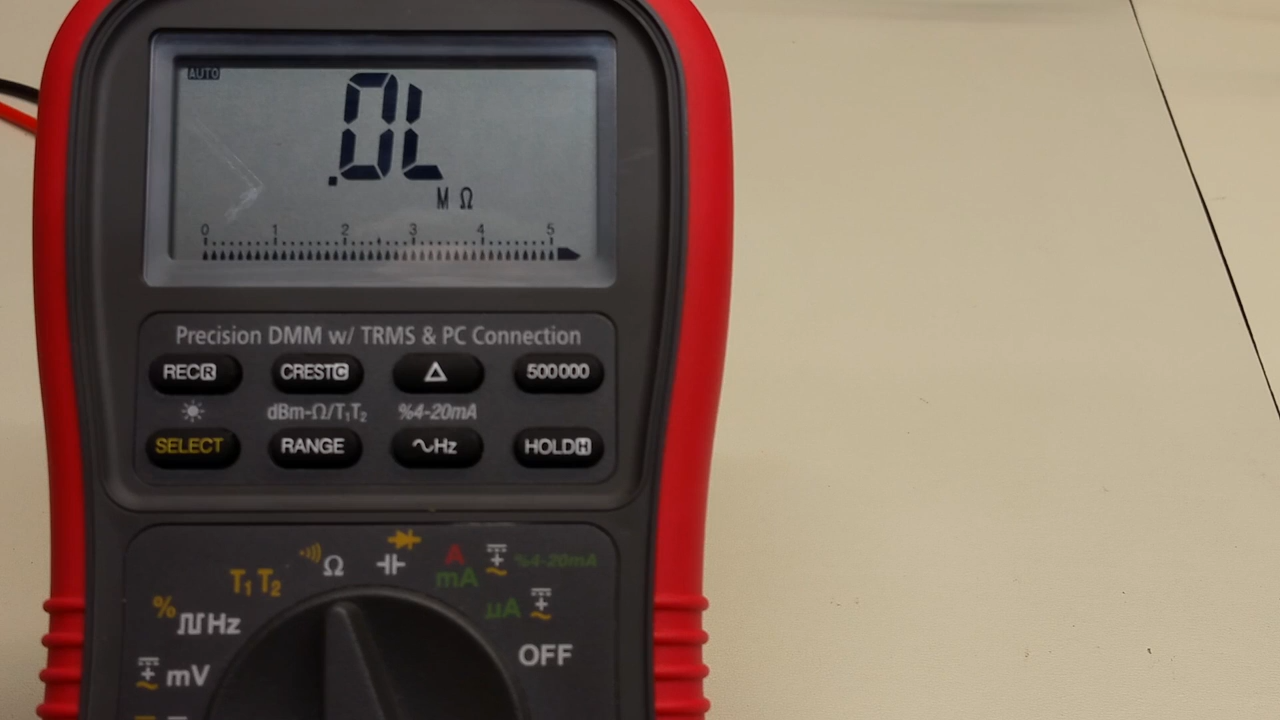 AUTO
.0L
M Ω
0 1 2 3 4 5
Precision DMM w/ TRMS & PC Connection
REC R CREST C Δ 500000
dBm-Ω/T1T2 %4-20mA
SELECT RANGE ~Hz HOLD H
Ω A %4-20mA
T1 T2 mA
% Hz µA
OFF
mV